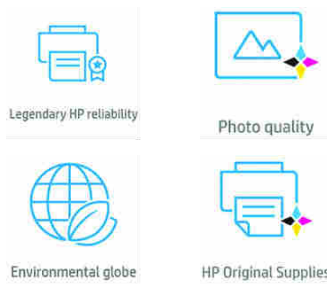 Legendary HP reliability
Photo quality
Environmental globe
HP Original Supplies